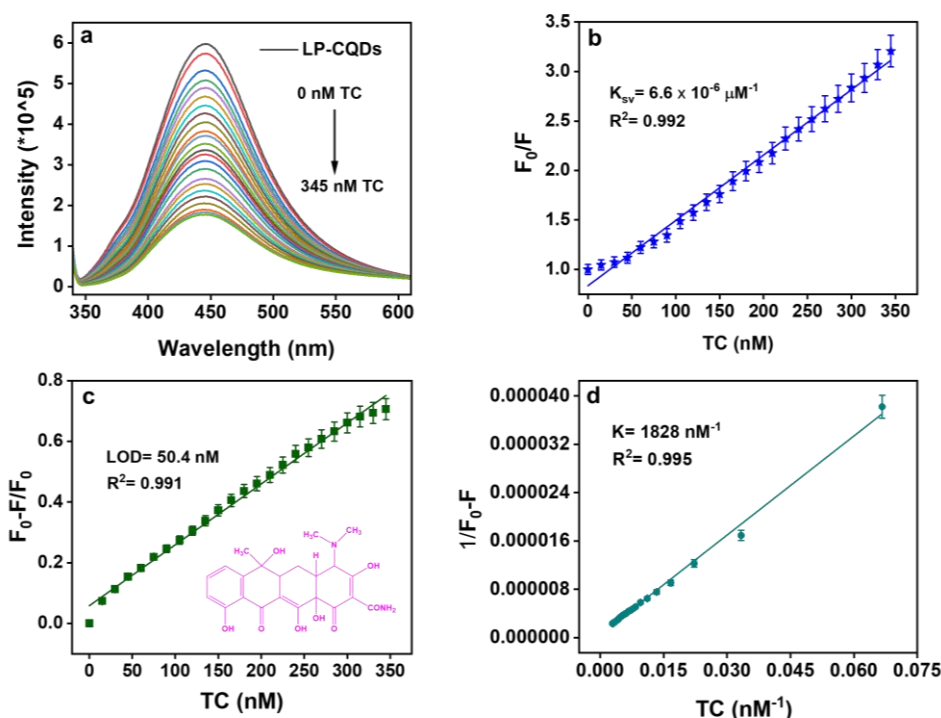 a
LP-CQDs
0 nM TC
345 nM TC
Intensity (*10^5)
6
5
4
3
2
1
0
350 400 450 500 550 600
Wavelength (nm)
b
K_sv= 6.6 x 10⁻⁶ µM⁻¹
R²= 0.992
F₀/F
3.5
3.0
2.5
2.0
1.5
1.0
0 50 100 150 200 250 300 350
TC (nM)
c
LOD= 50.4 nM
R²= 0.991
F₀-F/F₀
0.8
0.6
0.4
0.2
0.0
H₃C
OH
H
H₃C
N
CH₃
OH
CONH₂
OH
O
OH
OH
O
0 50 100 150 200 250 300 350 400
TC (nM)
d
K= 1828 nM⁻¹
R²= 0.995
1/F₀-F
0.000040
0.000032
0.000024
0.000016
0.000008
0.000000
0.000 0.015 0.030 0.045 0.060 0.075
TC (nM⁻¹)